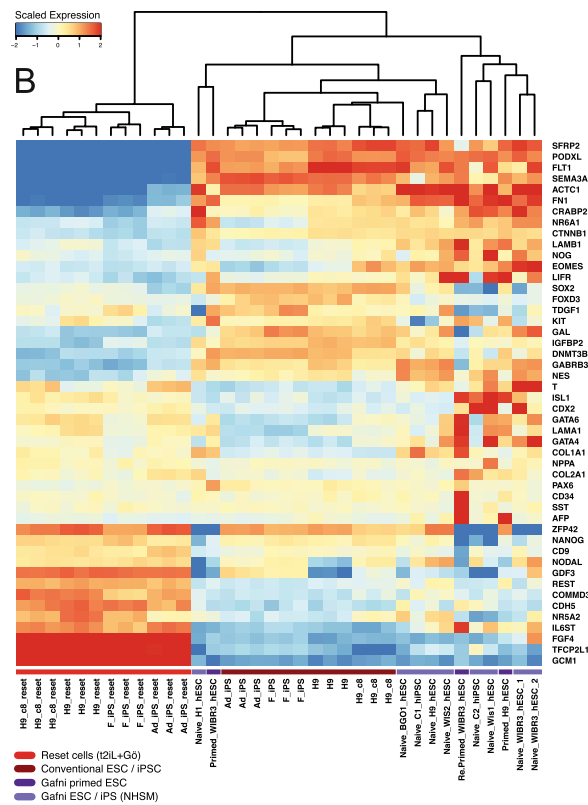 Scaled Expression
−2 −1 0 1 2
B
SFRP2
PODXL
FLT1
SEMA3A
ACTC1
FN1
CRABP2
NR6A1
CTNNB1
LAMB1
NOG
EOMES
LIFR
SOX2
FOXD3
TDGF1
KIT
GAL
IGFBP2
DNMT3B
GABRB3
NES
T
ISL1
CDX2
GATA6
LAMA1
GATA4
COL1A1
NPPA
COL2A1
PAX6
CD34
SST
AFP
ZFP42
NANOG
CD9
NODAL
GDF3
REST
COMMD3
CDH5
NR5A2
IL6ST
FGF4
TFCP2L1
GCM1
H9_c8_reset
H9_c8_reset
H9_c8_reset
H9_reset
H9_reset
H9_reset
F_iPS_reset
F_iPS_reset
F_iPS_reset
Ad_iPS_reset
Ad_iPS_reset
Ad_iPS_reset
Naive_H1_hESC
Primed_WIBR3_hESC
Ad_iPS
Ad_iPS
Ad_iPS
F_iPS
F_iPS
F_iPS
H9
H9
H9
H9_c8
H9_c8
H9_c8
Naive_BGO1_hESC
Naive_C1_hiPSC
Naive_H9_hESC
Naive_WIS2_hESC
Re.Primed_WIBR3_hESC
Naive_C2_hiPSC
Naive_Wis1_hESC
Primed_H9_hESC
Naive_WIBR3_hESC_1
Naive_WIBR3_hESC_2
Reset cells (t2iL+Gö)
Conventional ESC / iPSC
Gafni primed ESC
Gafni ESC / iPS (NHSM)